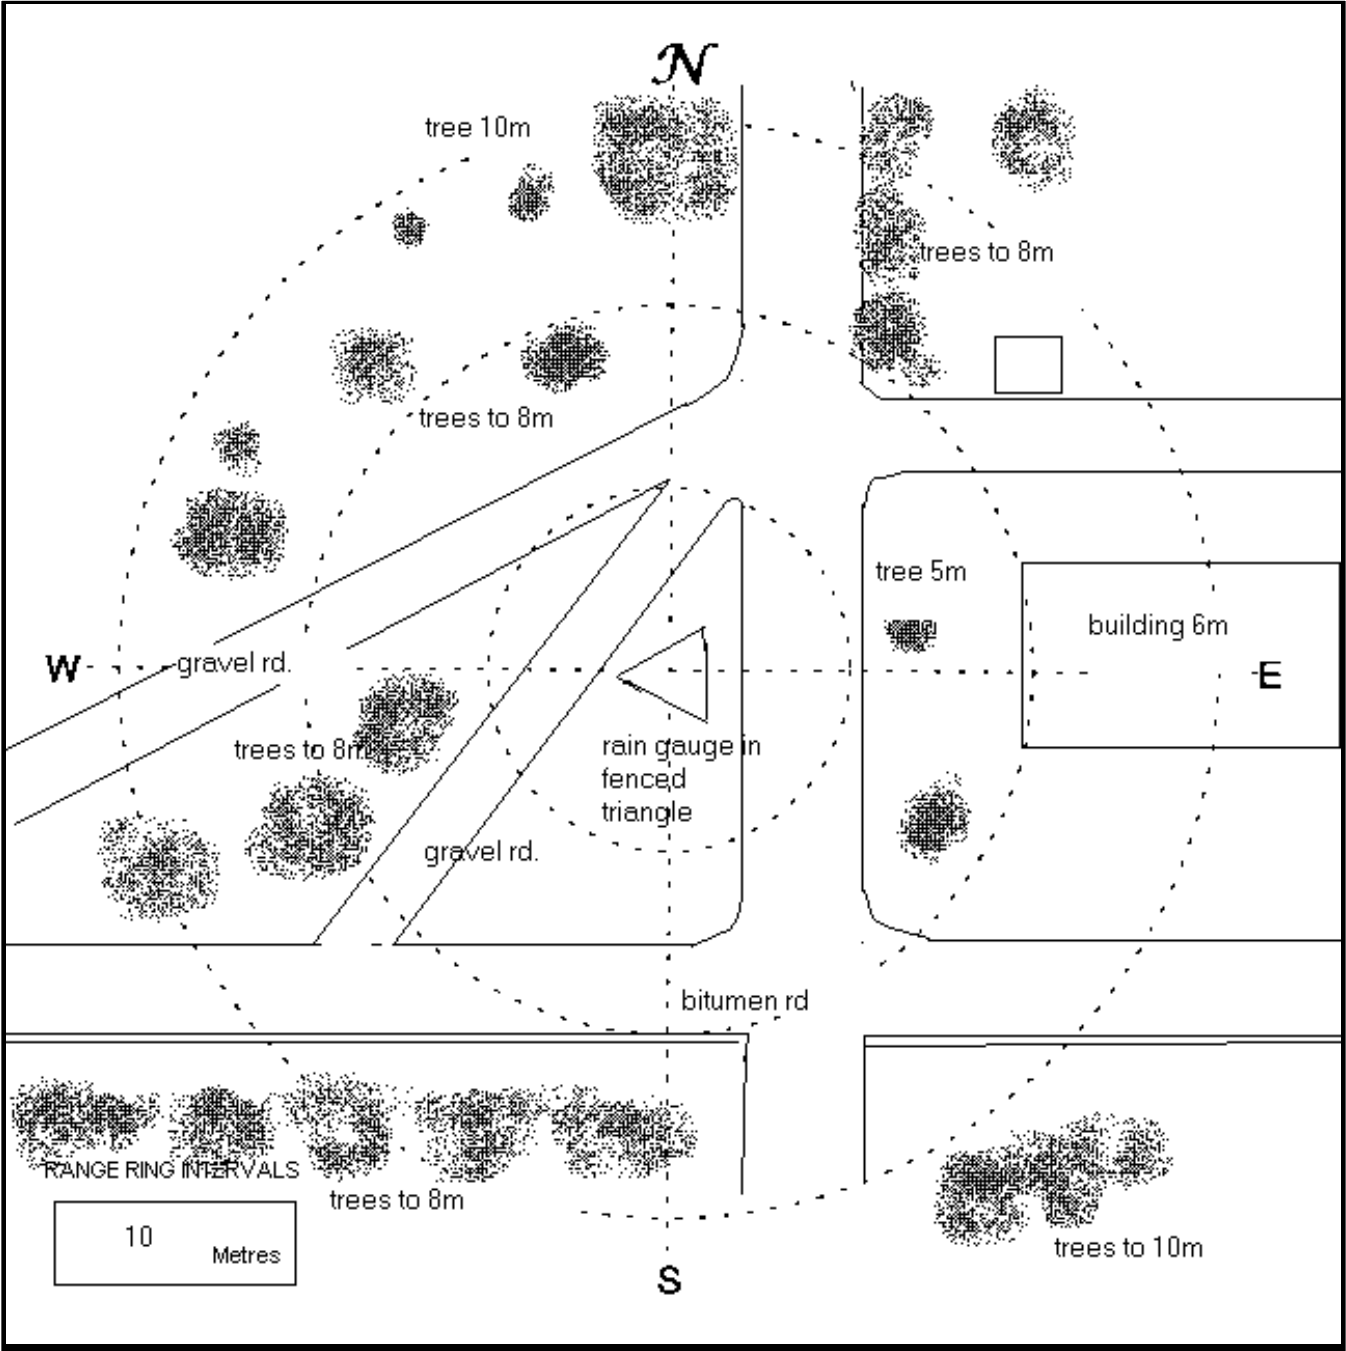 N
tree 10m
trees to 8m
trees to 8m
tree 5m
building 6m
W
gravel rd.
E
trees to 8m
rain gauge in
fenced
triangle
gravel rd.
bitumen rd
RANGE RING INTERVALS
10
Metres
trees to 8m
trees to 10m
S